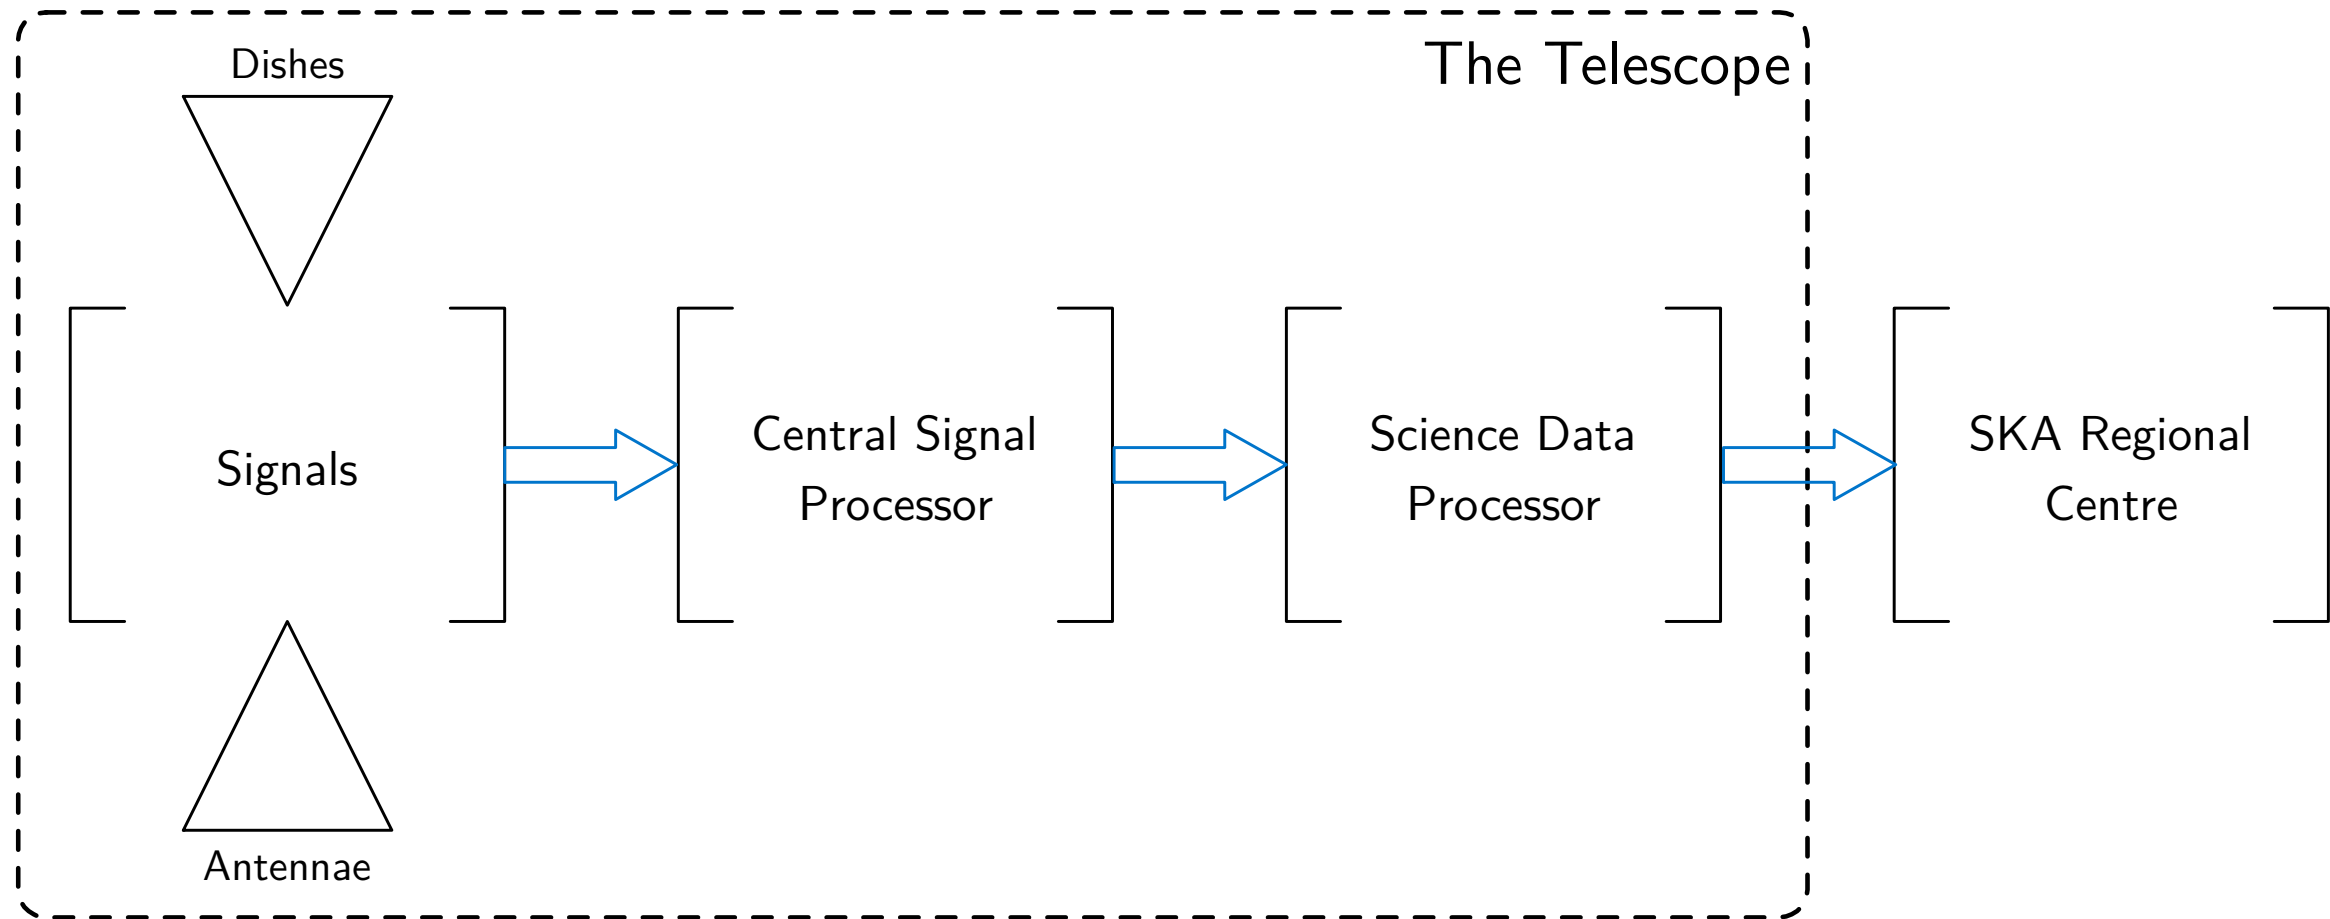 The Telescope
Dishes
Signals
Central Signal
Processor
Science Data
Processor
SKA Regional
Centre
Antennae